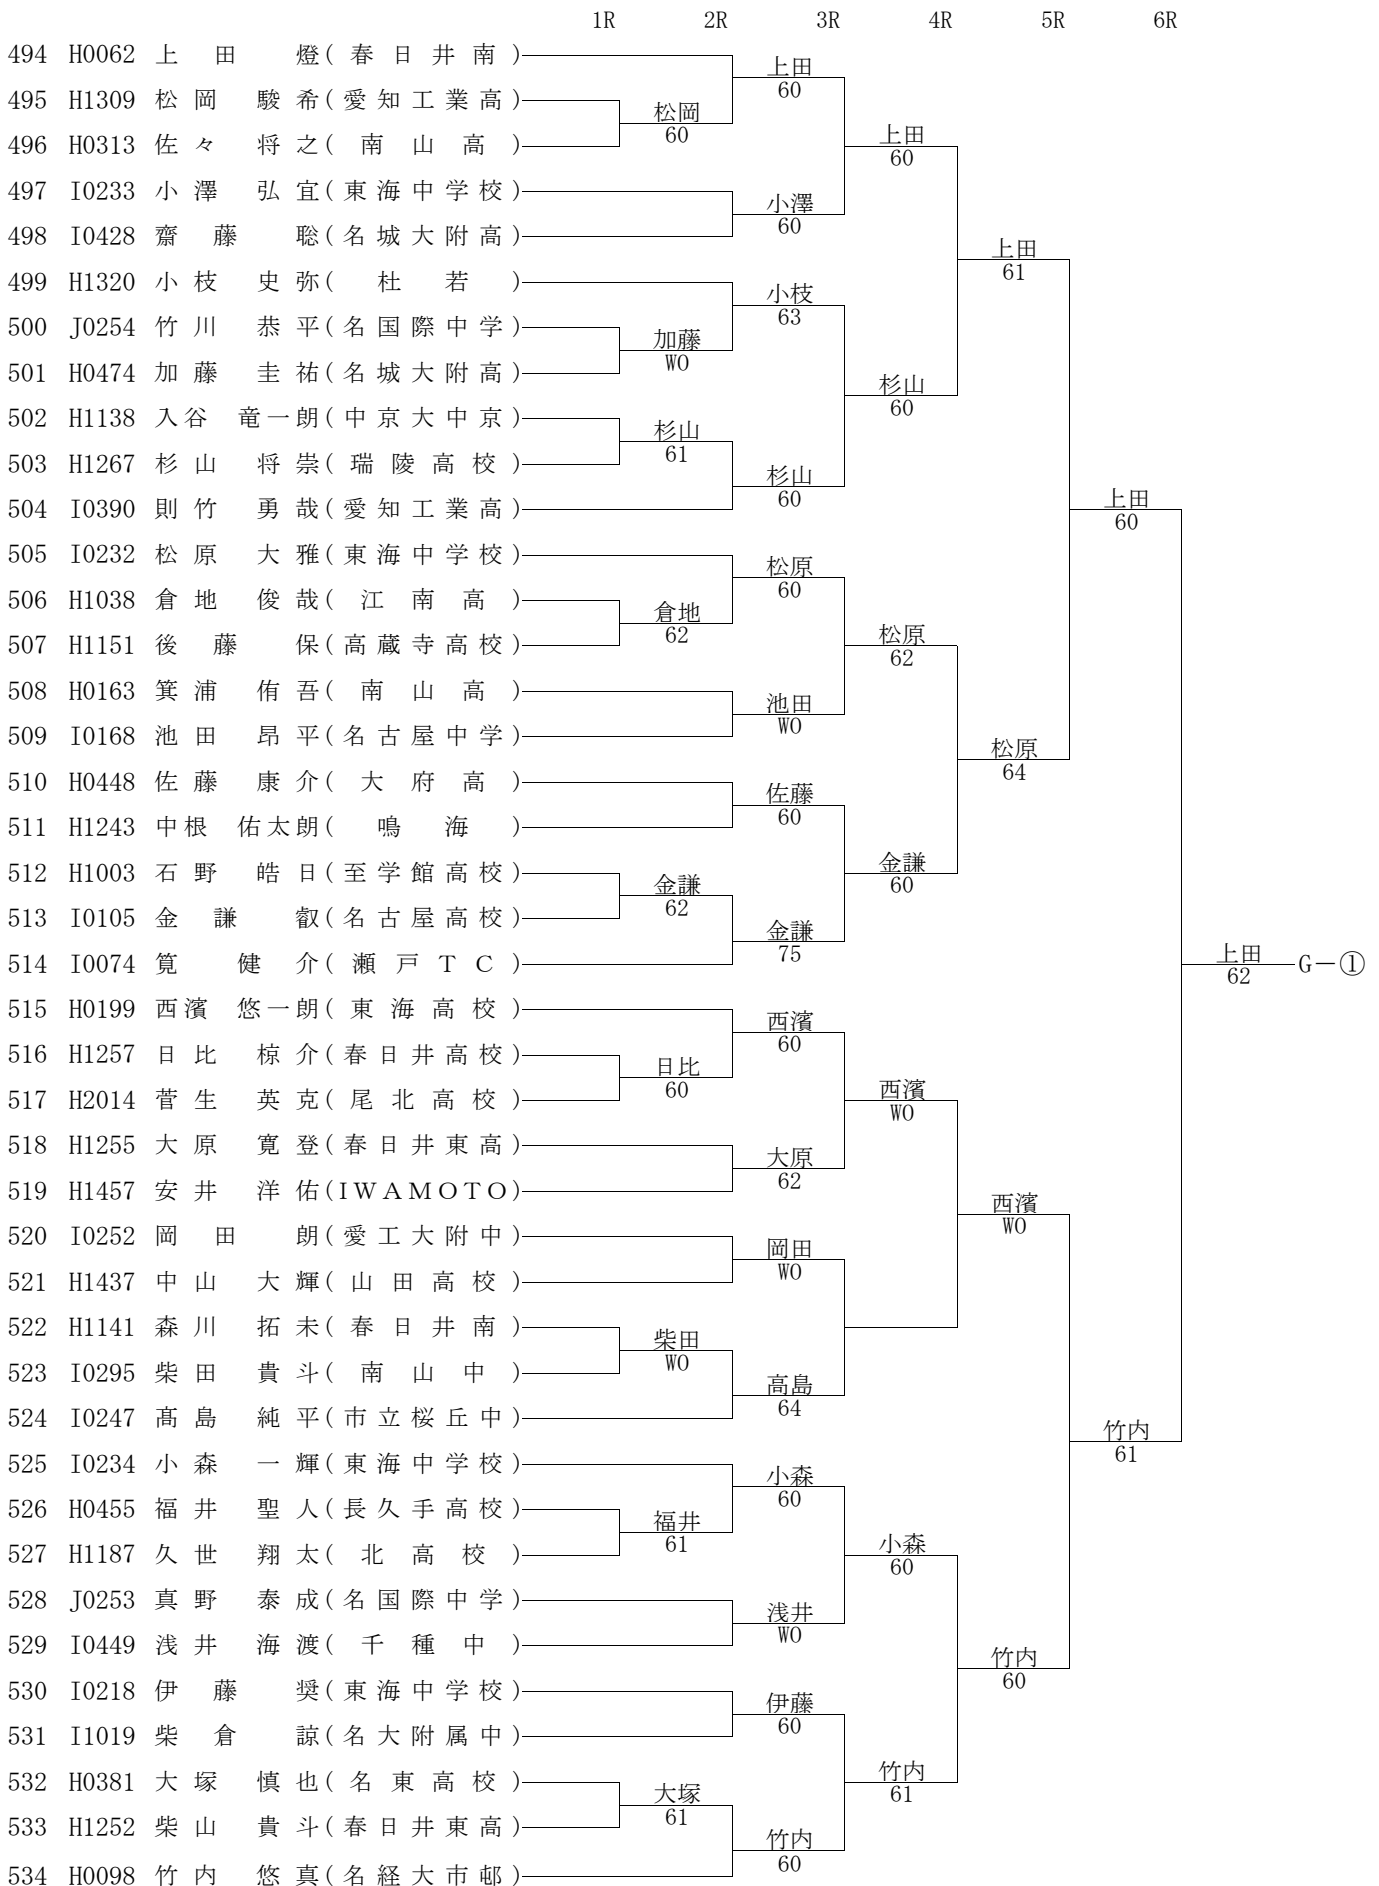 1R 2R 3R 4R 5R 6R
494 H0062 上田 燈(春日井南)
上田
60
495 H1309 松岡 駿希(愛知工業高)
松岡
60
496 H0313 佐々 将之(南山高)
上田
60
497 I0233 小澤 弘宜(東海中学校)
小澤
60
498 I0428 齋藤 聡(名城大附高)
上田
61
499 H1320 小枝 史弥(杜若)
小枝
63
500 J0254 竹川 恭平(名国際中学)
加藤
WO
501 H0474 加藤 圭祐(名城大附高)
杉山
60
502 H1138 入谷 竜一朗(中京大中京)
杉山
61
503 H1267 杉山 将崇(瑞陵高校)
杉山
60
504 I0390 則竹 勇哉(愛知工業高)
上田
60
505 I0232 松原 大雅(東海中学校)
松原
60
506 H1038 倉地 俊哉(江南高)
倉地
62
507 H1151 後藤 保(高蔵寺高校)
松原
62
508 H0163 箕浦 侑吾(南山高)
池田
WO
509 I0168 池田 昂平(名古屋中学)
松原
64
510 H0448 佐藤 康介(大府高)
佐藤
60
511 H1243 中根 佑太朗(鳴海)
金謙
60
512 H1003 石野 皓日(至学館高校)
金謙
62
513 I0105 金謙 叡(名古屋高校)
金謙
75
514 I0074 筧 健介(瀬戸TC)
上田
62
G－①
515 H0199 西濱 悠一朗(東海高校)
西濱
60
516 H1257 日比 椋介(春日井高校)
日比
60
517 H2014 菅生 英克(尾北高校)
西濱
WO
518 H1255 大原 寛登(春日井東高)
大原
62
519 H1457 安井 洋佑(IWAMOTO)
西濱
WO
520 I0252 岡田 朗(愛工大附中)
岡田
WO
521 H1437 中山 大輝(山田高校)
522 H1141 森川 拓未(春日井南)
柴田
WO
523 I0295 柴田 貴斗(南山中)
高島
64
524 I0247 髙島 純平(市立桜丘中)
竹内
61
525 I0234 小森 一輝(東海中学校)
小森
60
526 H0455 福井 聖人(長久手高校)
福井
61
527 H1187 久世 翔太(北高校)
小森
60
528 J0253 真野 泰成(名国際中学)
浅井
WO
529 I0449 浅井 海渡(千種中)
竹内
60
530 I0218 伊藤 奨(東海中学校)
伊藤
60
531 I1019 柴倉 諒(名大附属中)
竹内
61
532 H0381 大塚 慎也(名東高校)
大塚
61
533 H1252 柴山 貴斗(春日井東高)
竹内
60
534 H0098 竹内 悠真(名経大市邨)